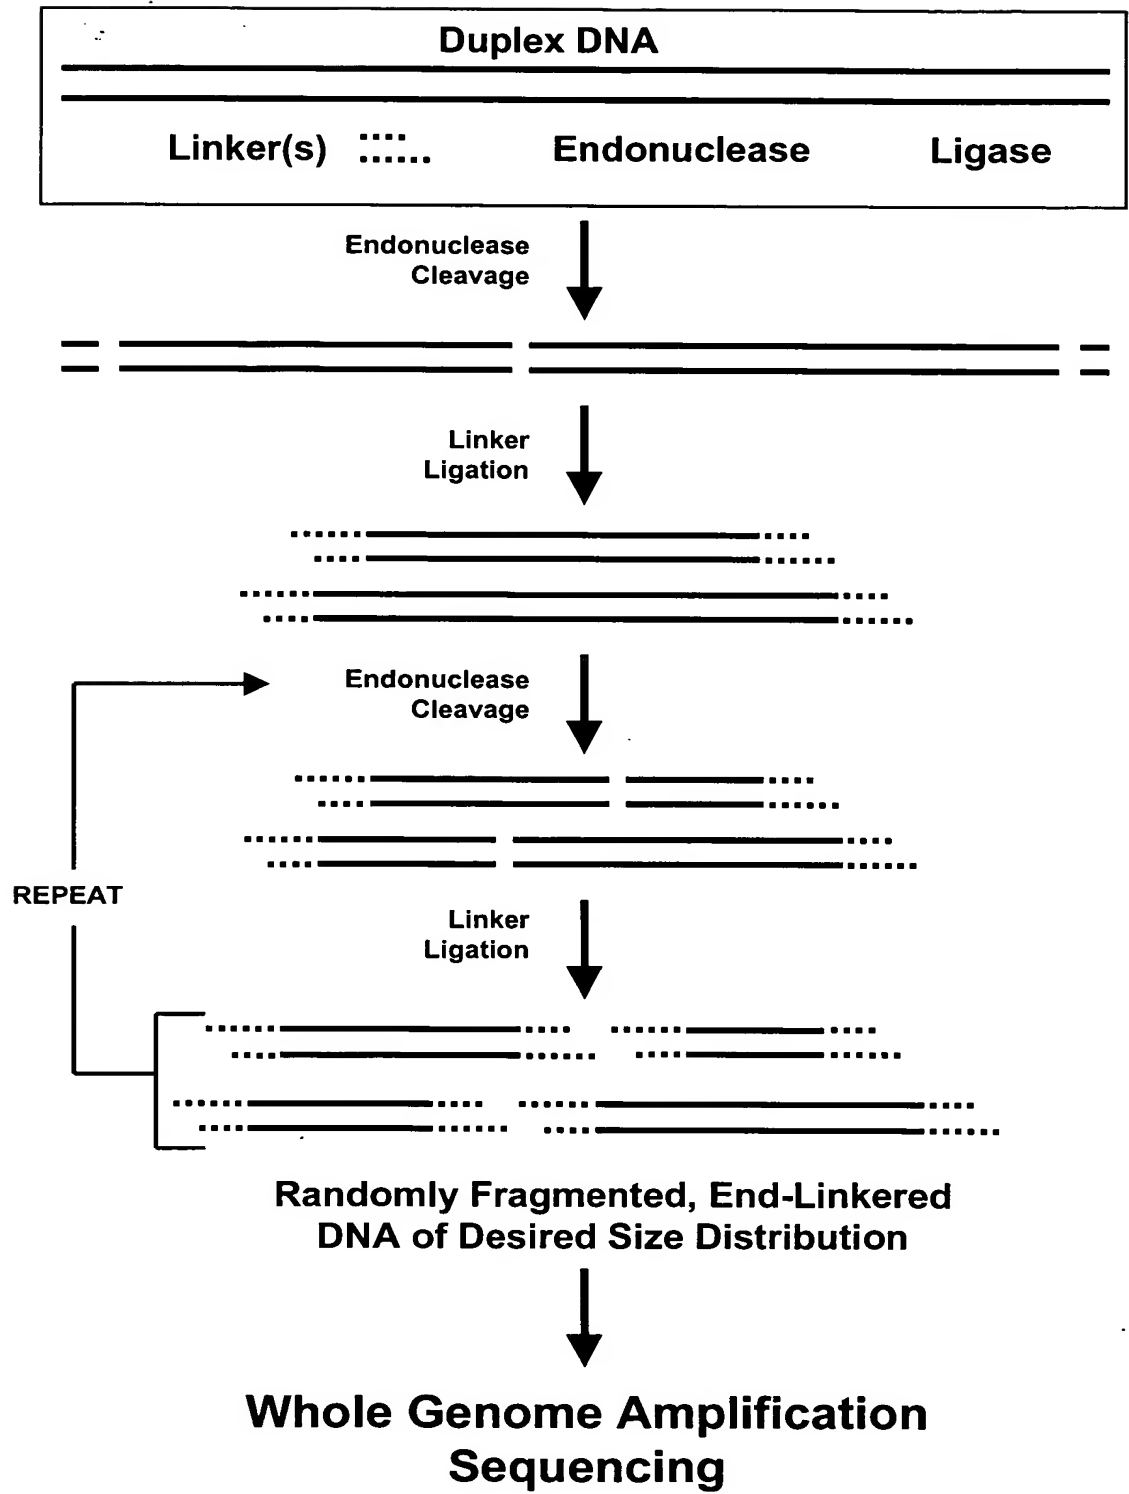 Duplex DNA
Linker(s) Endonuclease Ligase
Endonuclease
Cleavage
Linker
Ligation
Endonuclease
Cleavage
REPEAT
Linker
Ligation
Randomly Fragmented, End-Linkered
DNA of Desired Size Distribution
Whole Genome Amplification
Sequencing